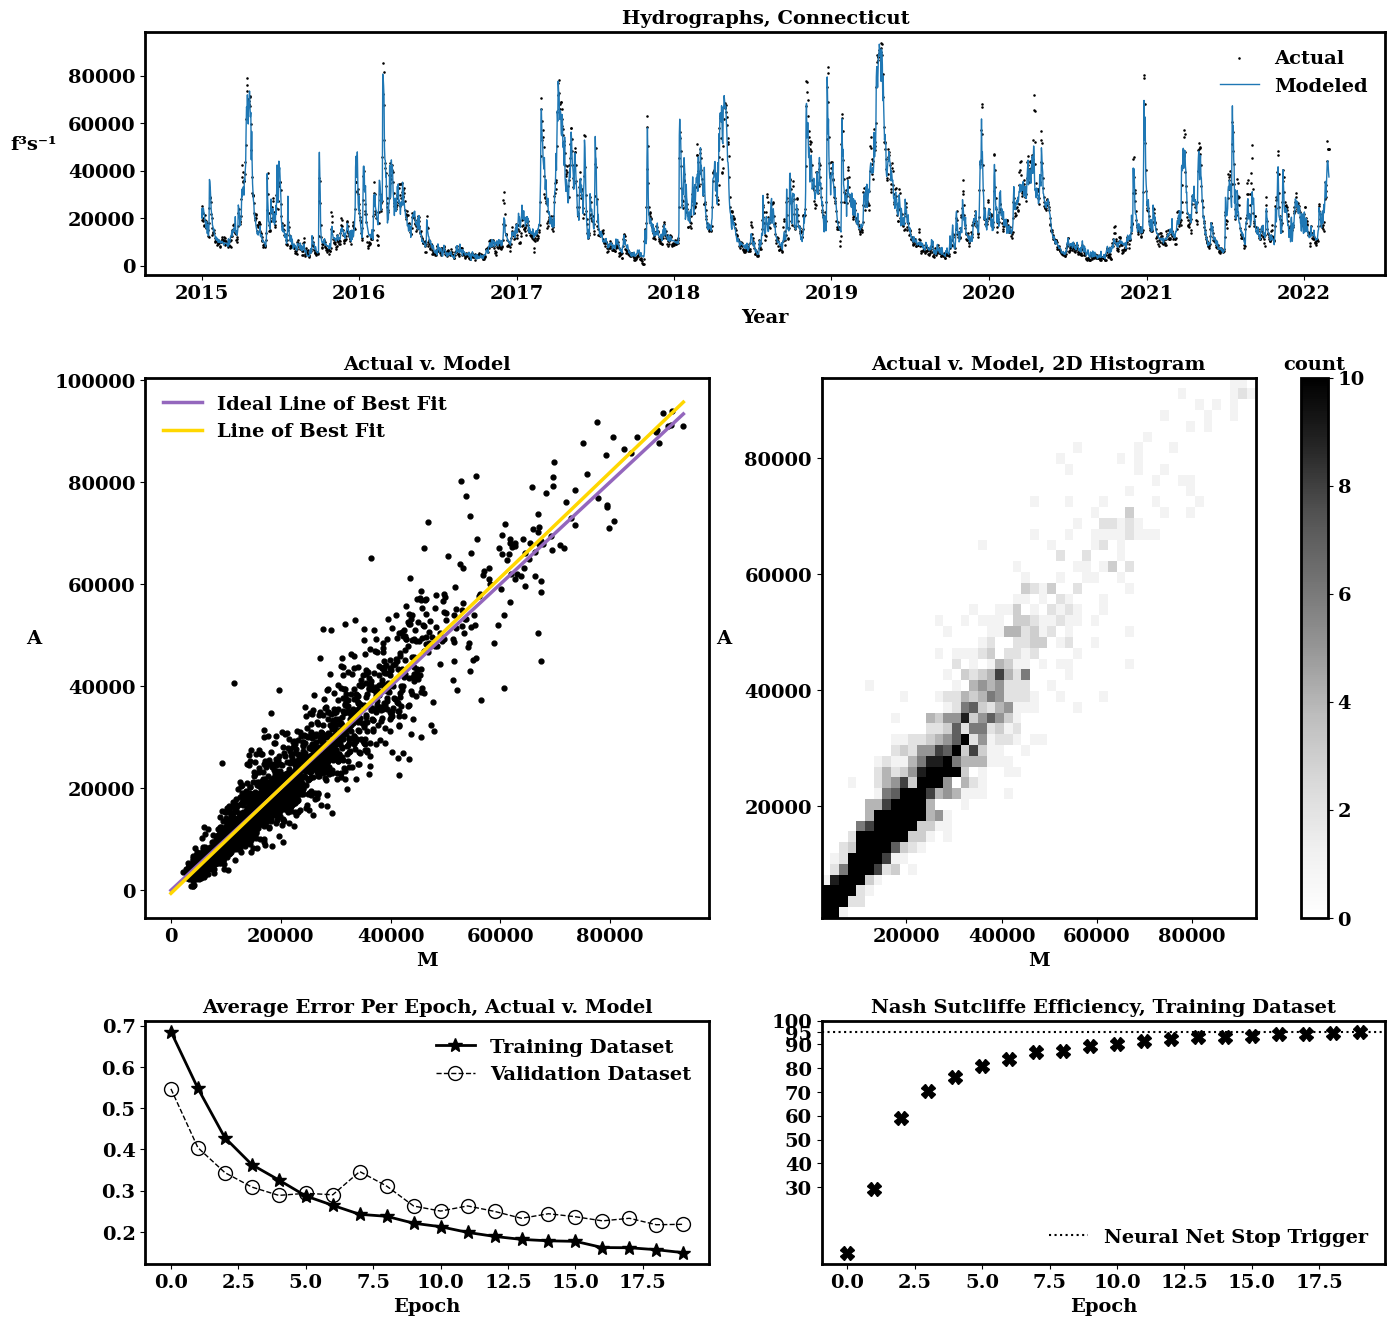 Hydrographs, Connecticut
80000
60000
40000
20000
0
f³s⁻¹
Actual
Modeled
2015 2016 2017 2018 2019 2020 2021 2022
Year
Actual v. Model
100000
80000
60000
40000
20000
0
A
Ideal Line of Best Fit
Line of Best Fit
0 20000 40000 60000 80000
M
Actual v. Model, 2D Histogram
80000
60000
40000
20000
A
20000 40000 60000 80000
M
count
10
8
6
4
2
0
Average Error Per Epoch, Actual v. Model
0.7
0.6
0.5
0.4
0.3
0.2
Training Dataset
Validation Dataset
0.0 2.5 5.0 7.5 10.0 12.5 15.0 17.5
Epoch
Nash Sutcliffe Efficiency, Training Dataset
100
95
90
80
70
60
50
40
30
Neural Net Stop Trigger
0.0 2.5 5.0 7.5 10.0 12.5 15.0 17.5
Epoch